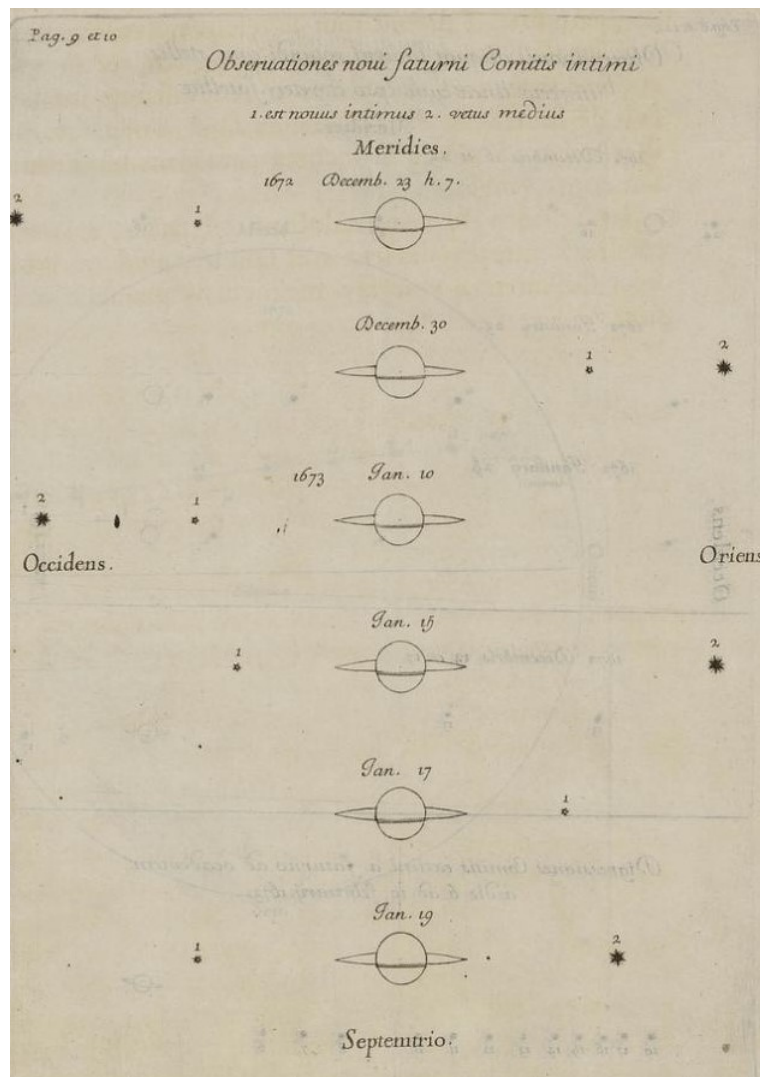 Pag. 9 et 10
Obseruationes noui saturni Comitis intimi
1. est nouus intimus 2. vetus medius
Meridies.
1672 Decemb. 23 h. 7.
2 1
Decemb. 30
1 2
1673 Jan. 10
2 1
Occidens. Oriens
Jan. 15
1 2
Jan. 17
1
Jan. 19
1 2
Septemtrio.